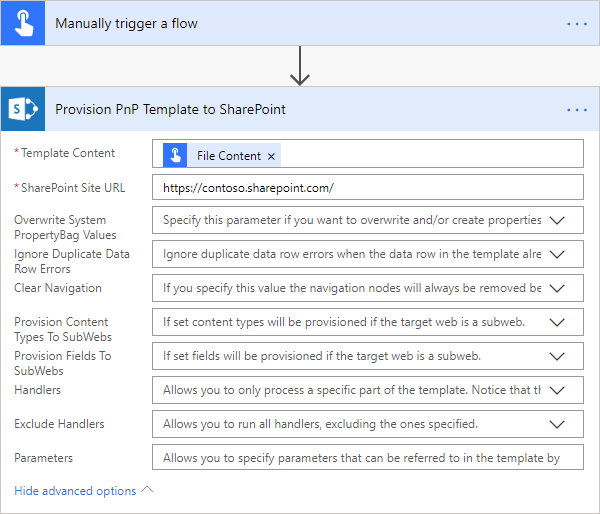 Manually trigger a flow
Provision PnP Template to SharePoint
* Template Content
File Content ×
* SharePoint Site URL
https://contoso.sharepoint.com/
Overwrite System
PropertyBag Values
Specify this parameter if you want to overwrite and/or create properties
Ignore Duplicate Data
Row Errors
Ignore duplicate data row errors when the data row in the template alre
Clear Navigation
If you specify this value the navigation nodes will always be removed be
Provision Content
Types To SubWebs
If set content types will be provisioned if the target web is a subweb.
Provision Fields To
SubWebs
If set fields will be provisioned if the target web is a subweb.
Handlers
Allows you to only process a specific part of the template. Notice that th
Exclude Handlers
Allows you to run all handlers, excluding the ones specified.
Parameters
Allows you to specify parameters that can be referred to in the template by
Hide advanced options